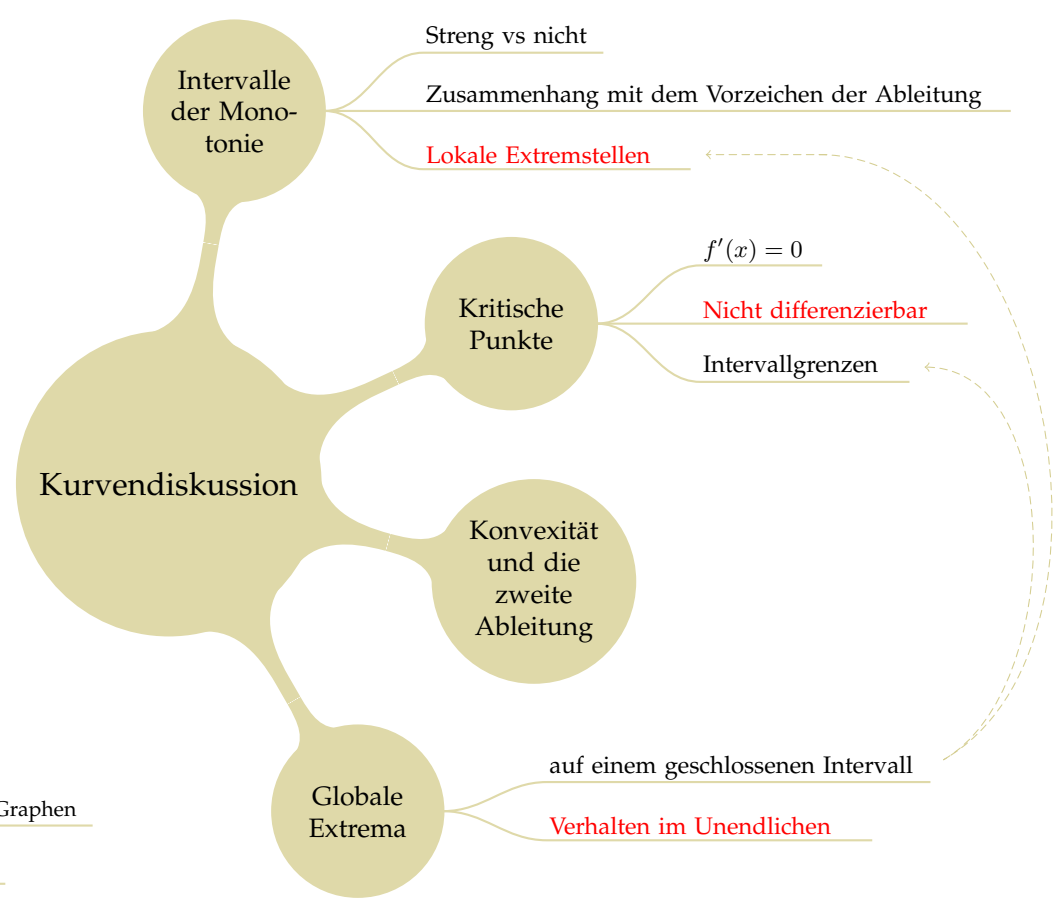 Intervalle
der Mono-
tonie
Streng vs nicht
Zusammenhang mit dem Vorzeichen der Ableitung
Lokale Extremstellen
Kritische
Punkte
f′(x) = 0
Nicht differenzierbar
Intervallgrenzen
Kurvendiskussion
Konvexität
und die
zweite
Ableitung
Globale
Extrema
auf einem geschlossenen Intervall
Verhalten im Unendlichen
Graphen